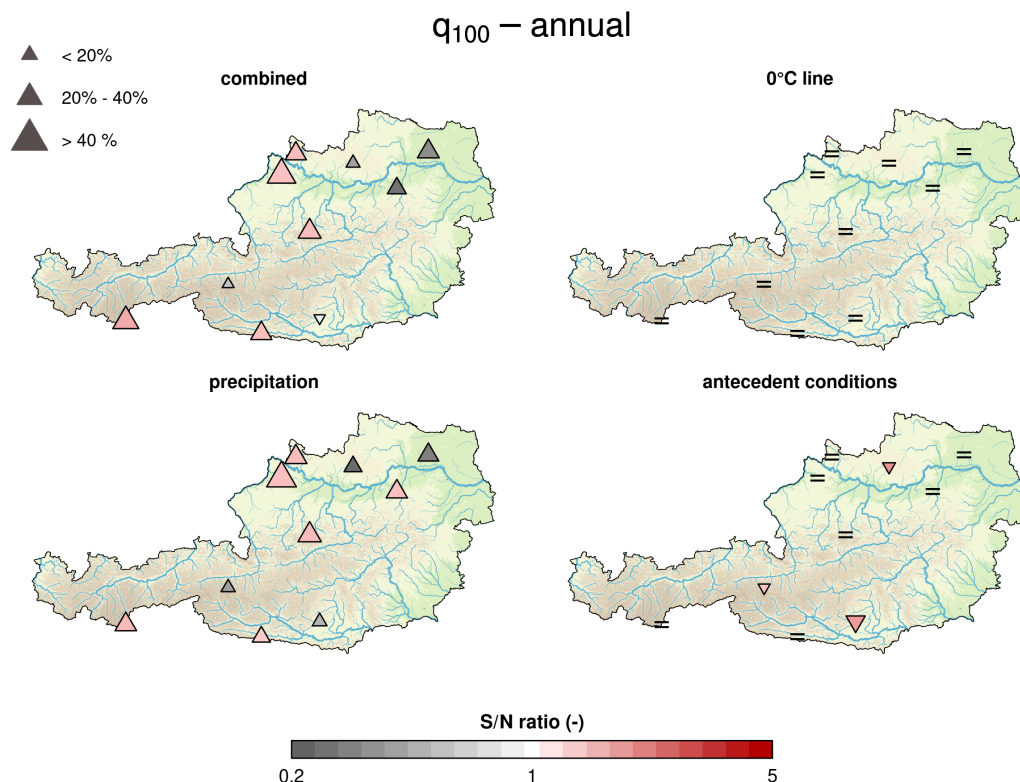 q₁₀₀ – annual
< 20%
20% - 40%
> 40 %
combined
0°C line
precipitation
antecedent conditions
S/N ratio (-)
0.2 1 5